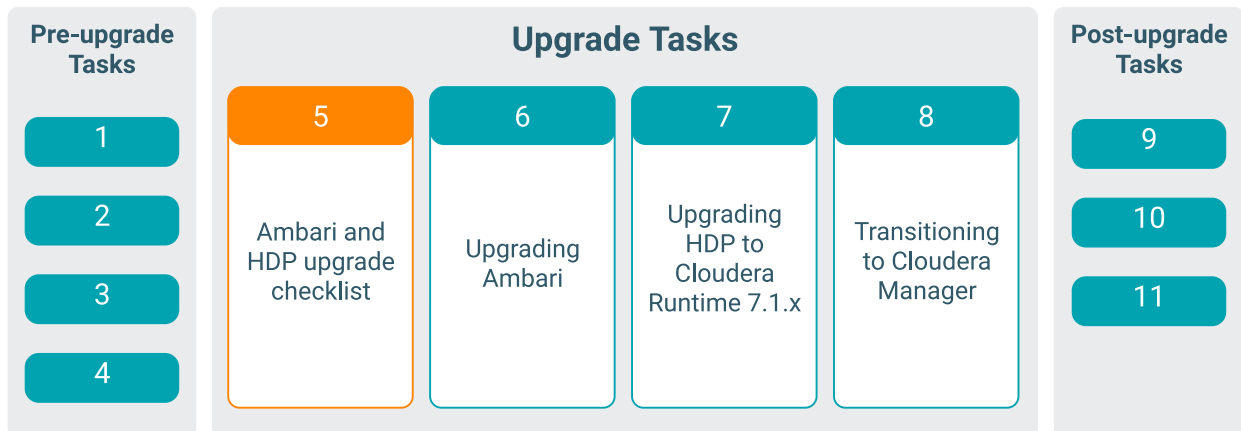 Pre-upgrade
Tasks
1
2
3
4
Upgrade Tasks
5
Ambari and
HDP upgrade
checklist
6
Upgrading
Ambari
7
Upgrading
HDP to
Cloudera
Runtime 7.1.x
8
Transitioning
to Cloudera
Manager
Post-upgrade
Tasks
9
10
11